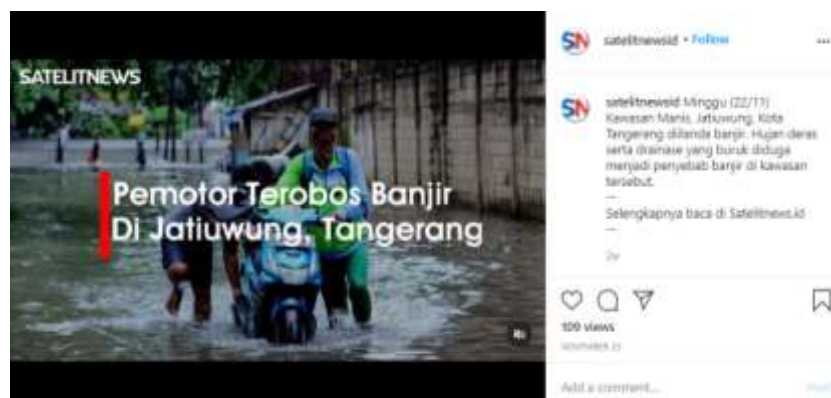 SATELITNEWS
Pemotor Terobos Banjir
Di Jatiuwung, Tangerang
SN
satelitnewsid • Follow
...
SN
satelitnewsid Minggu (22/11)
Kawasan Manis, Jatiuwung, Kota
Tangerang dilanda banjir. Hujan deras
serta drainase yang buruk diduga
menjadi penyebab banjir di kawasan
tersebut.
---
Selengkapnya baca di Satelitnews.id
---
2w
109 views
Add a comment...
Post